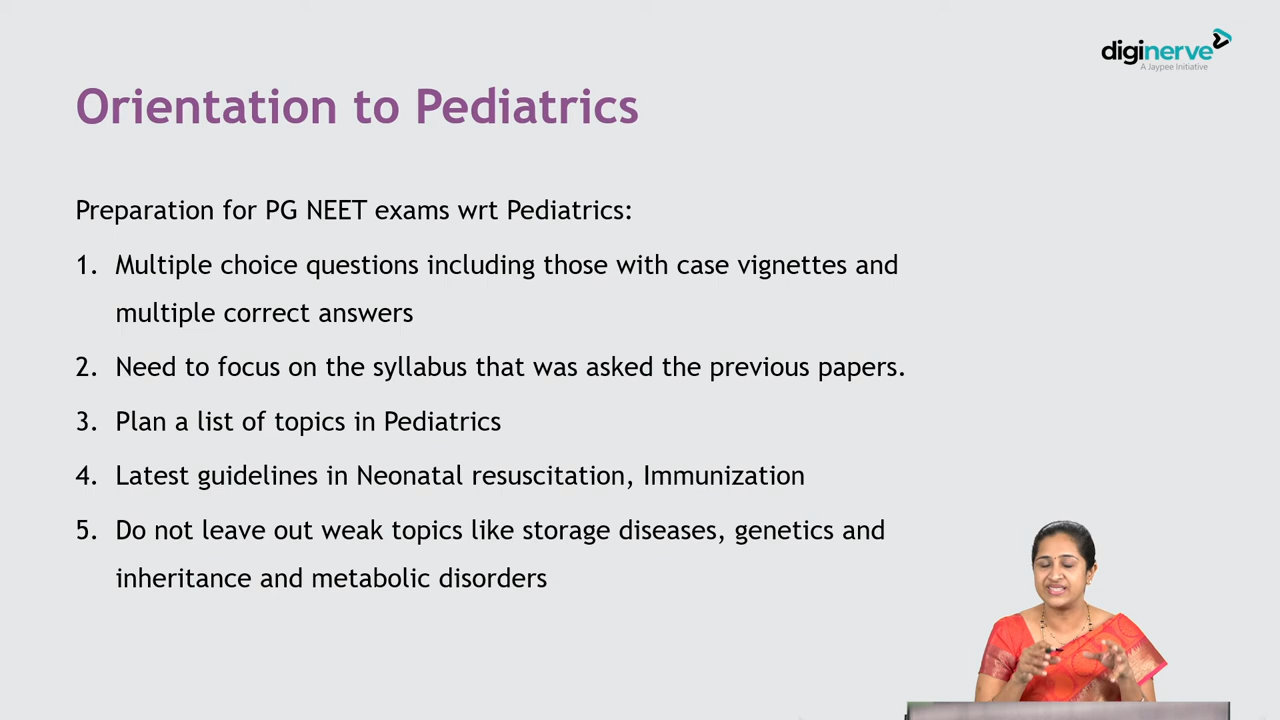 diginerve
A Jaypee Initiative
Orientation to Pediatrics
Preparation for PG NEET exams wrt Pediatrics:
1. Multiple choice questions including those with case vignettes and
multiple correct answers
2. Need to focus on the syllabus that was asked the previous papers.
3. Plan a list of topics in Pediatrics
4. Latest guidelines in Neonatal resuscitation, Immunization
5. Do not leave out weak topics like storage diseases, genetics and
inheritance and metabolic disorders